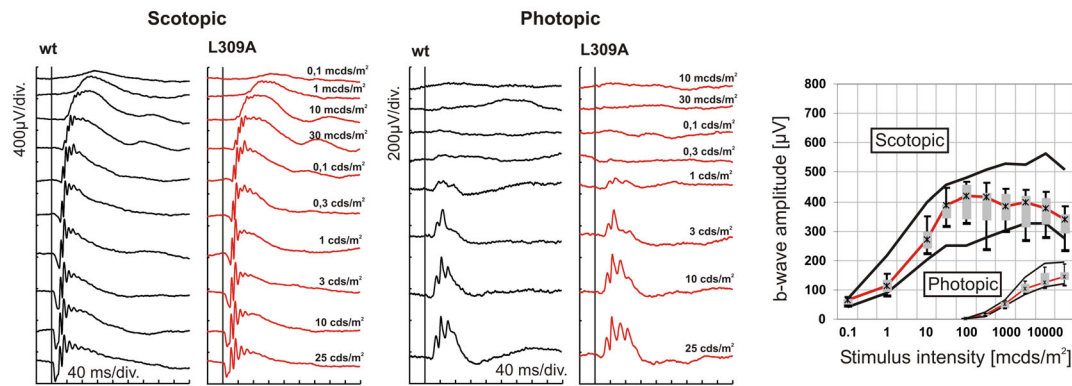 Scotopic
wt
L309A
400µV/div.
0,1 mcds/m²
1 mcds/m²
10 mcds/m²
30 mcds/m²
0,1 cds/m²
0,3 cds/m²
1 cds/m²
3 cds/m²
10 cds/m²
25 cds/m²
40 ms/div.
Photopic
wt
L309A
200µV/div.
10 mcds/m²
30 mcds/m²
0,1 cds/m²
0,3 cds/m²
1 cds/m²
3 cds/m²
10 cds/m²
25 cds/m²
40 ms/div.
b-wave amplitude [µV]
800
700
600
500
400
300
200
100
0
Scotopic
Photopic
0.1 1 10 100 1000 10000
Stimulus intensity [mcds/m²]